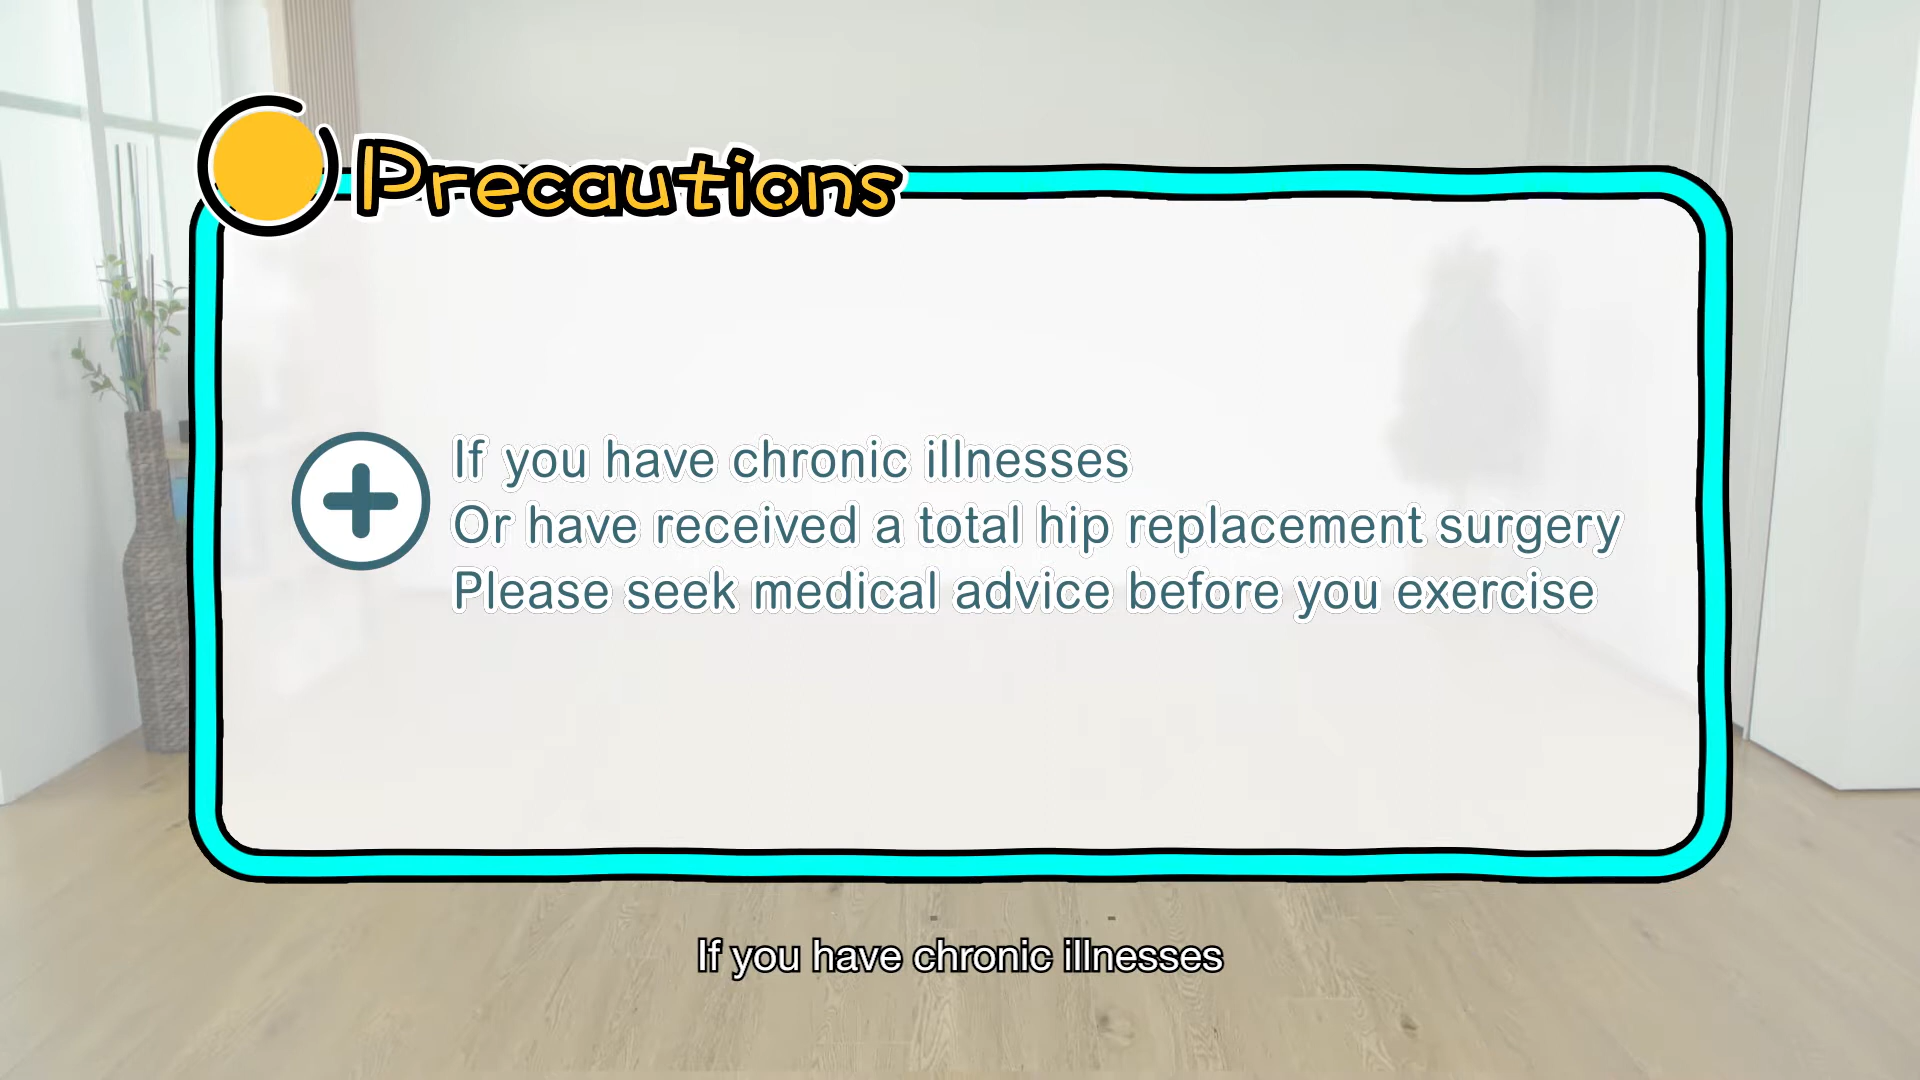 Precautions
If you have chronic illnesses
Or have received a total hip replacement surgery
Please seek medical advice before you exercise
If you have chronic illnesses